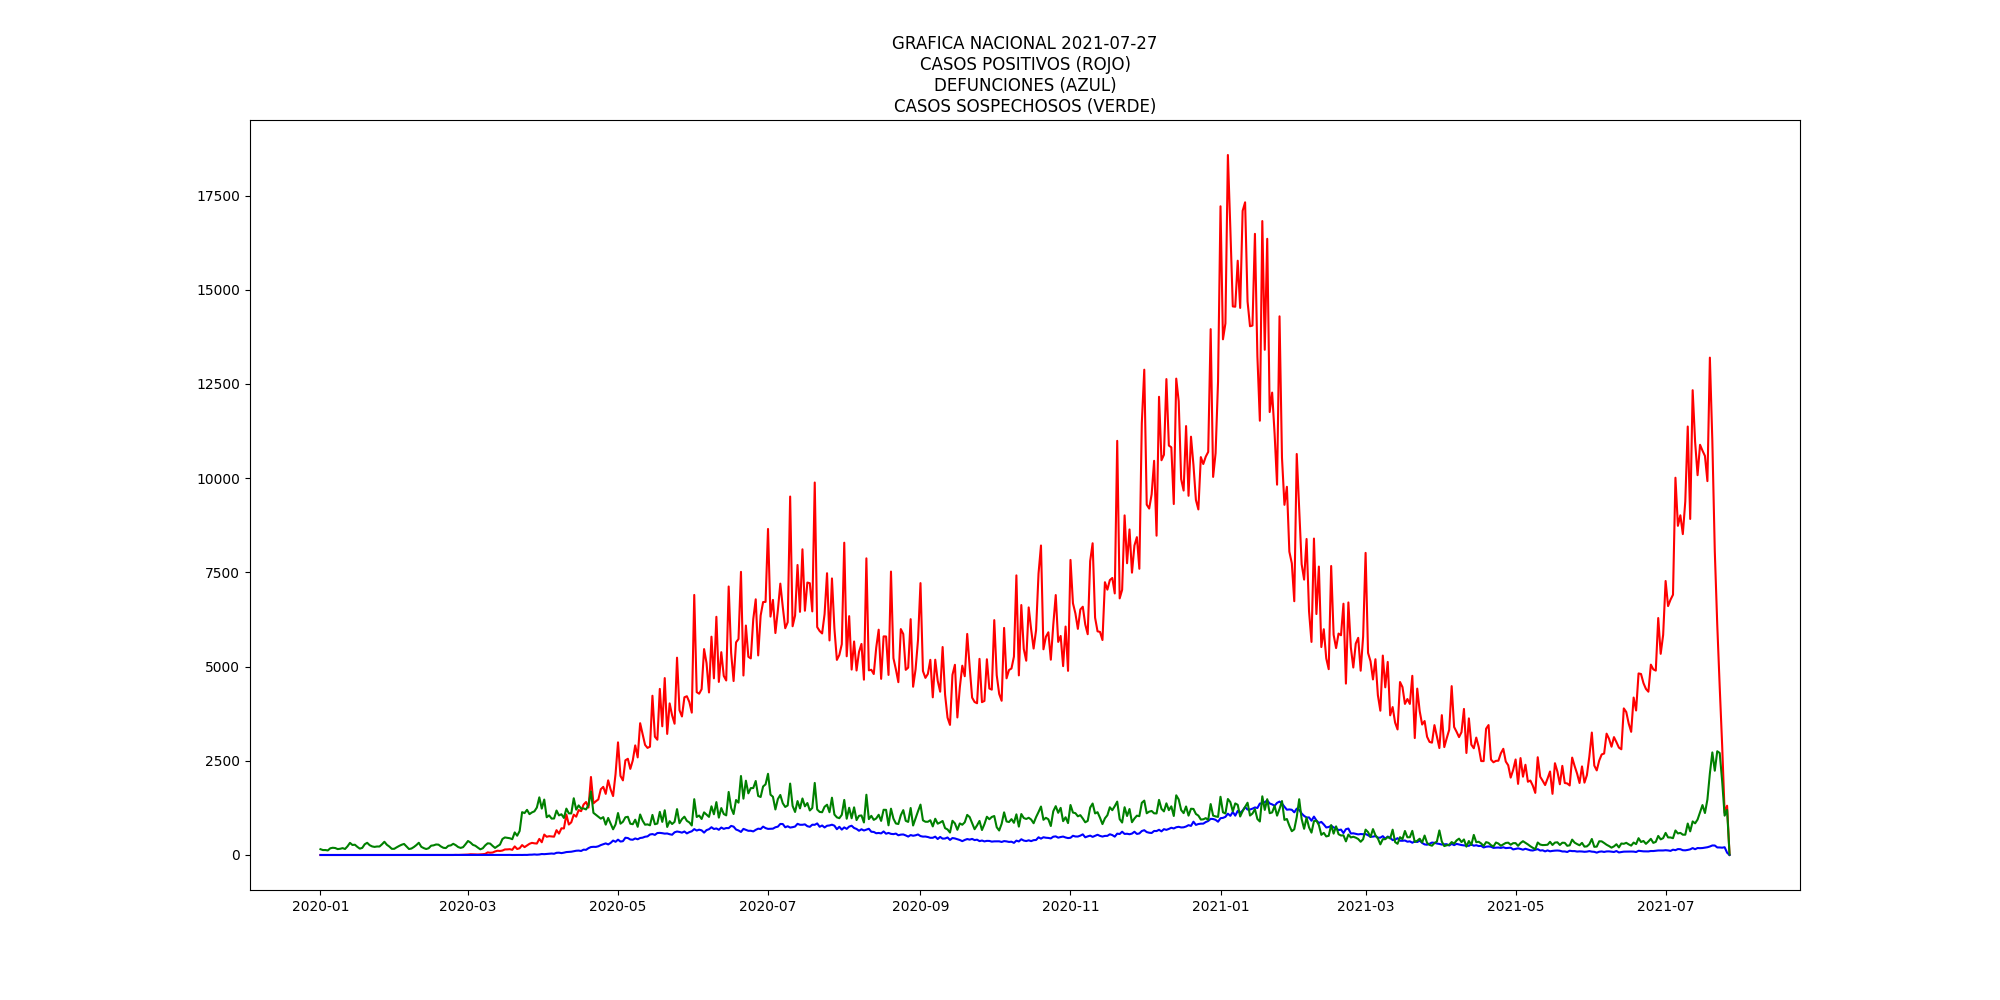 GRAFICA NACIONAL 2021-07-27
CASOS POSITIVOS (ROJO)
DEFUNCIONES (AZUL)
CASOS SOSPECHOSOS (VERDE)
17500
15000
12500
10000
7500
5000
2500
0
2020-01 2020-03 2020-05 2020-07 2020-09 2020-11 2021-01 2021-03 2021-05 2021-07